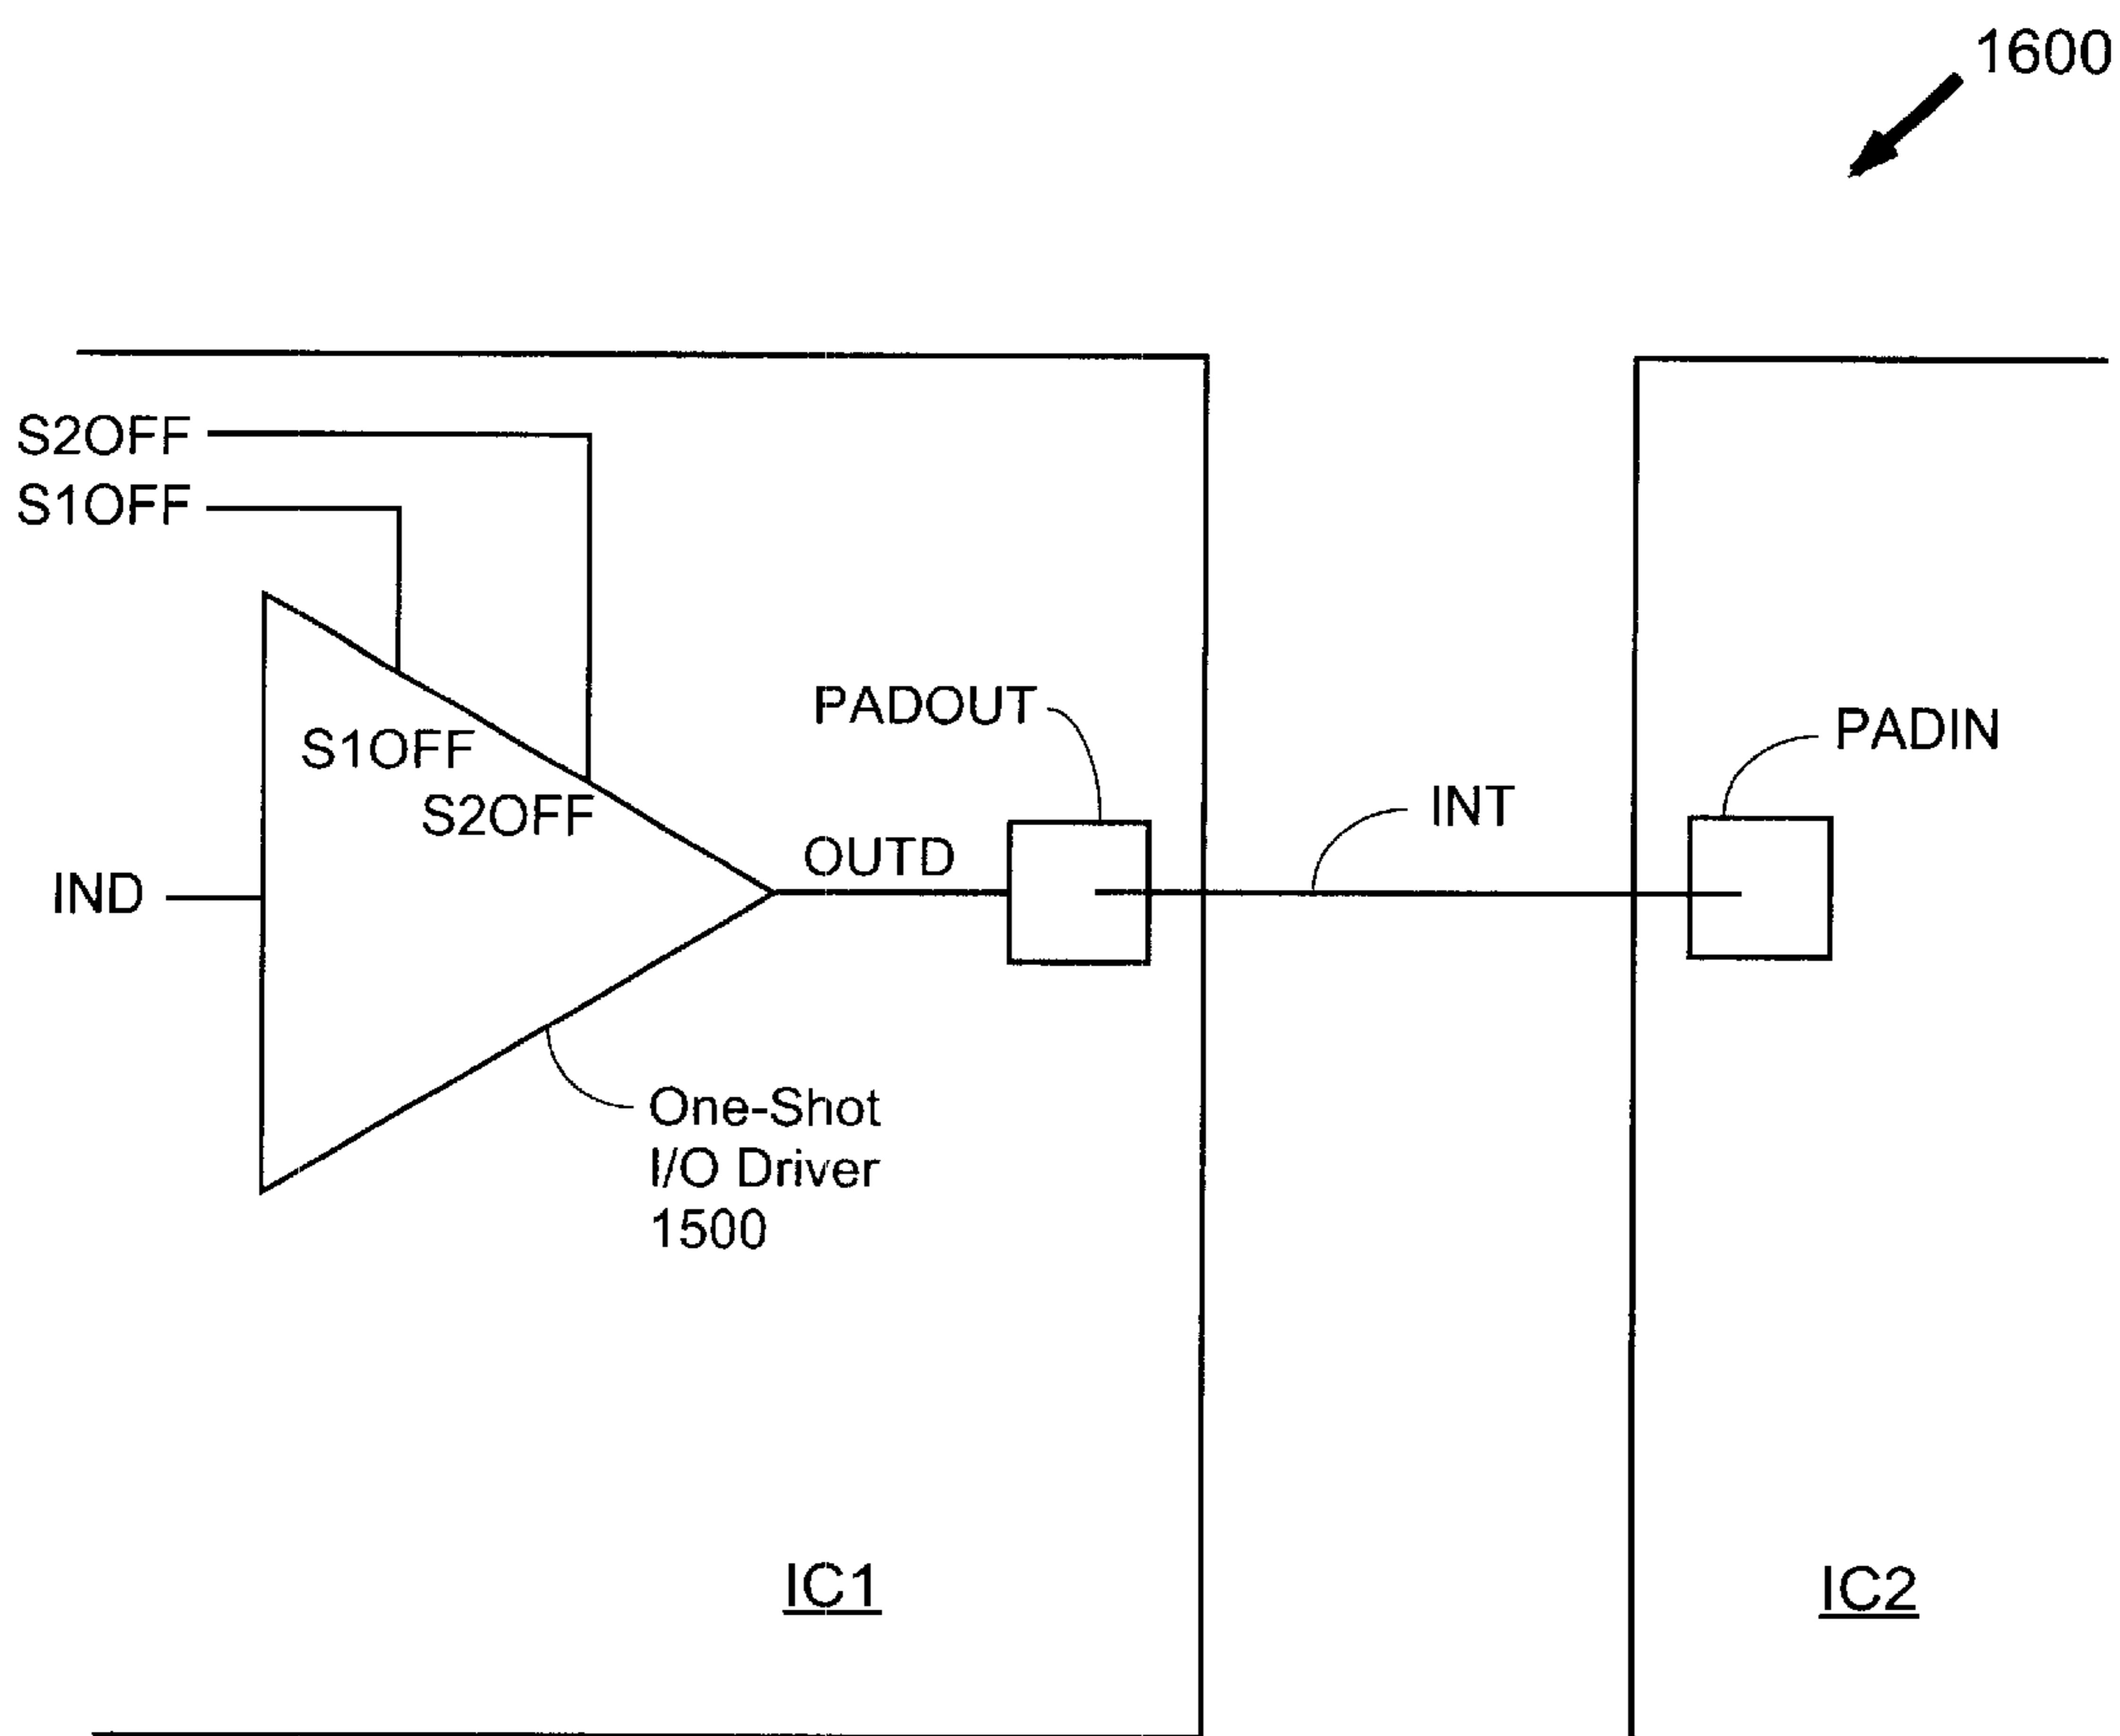 1600
S2OFF
S1OFF
PADOUT
PADIN
S1OFF
INT
S2OFF
OUTD
IND
One-Shot
I/O Driver
1500
IC1
IC2